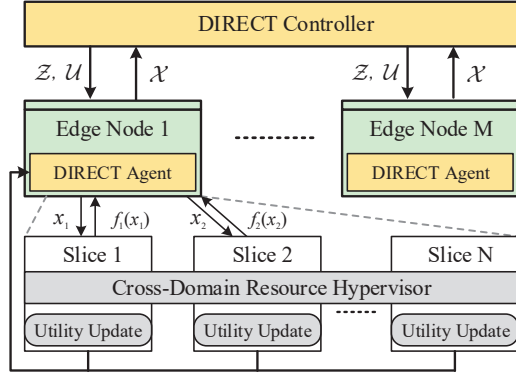 DIRECT Controller
𝒵, 𝒰 𝒳 𝒵, 𝒰 𝒳
Edge Node 1 Edge Node M
DIRECT Agent DIRECT Agent
x₁ f₁(x₁) x₂ f₂(x₂)
Slice 1 Slice 2 Slice N
Cross-Domain Resource Hypervisor
Utility Update Utility Update Utility Update